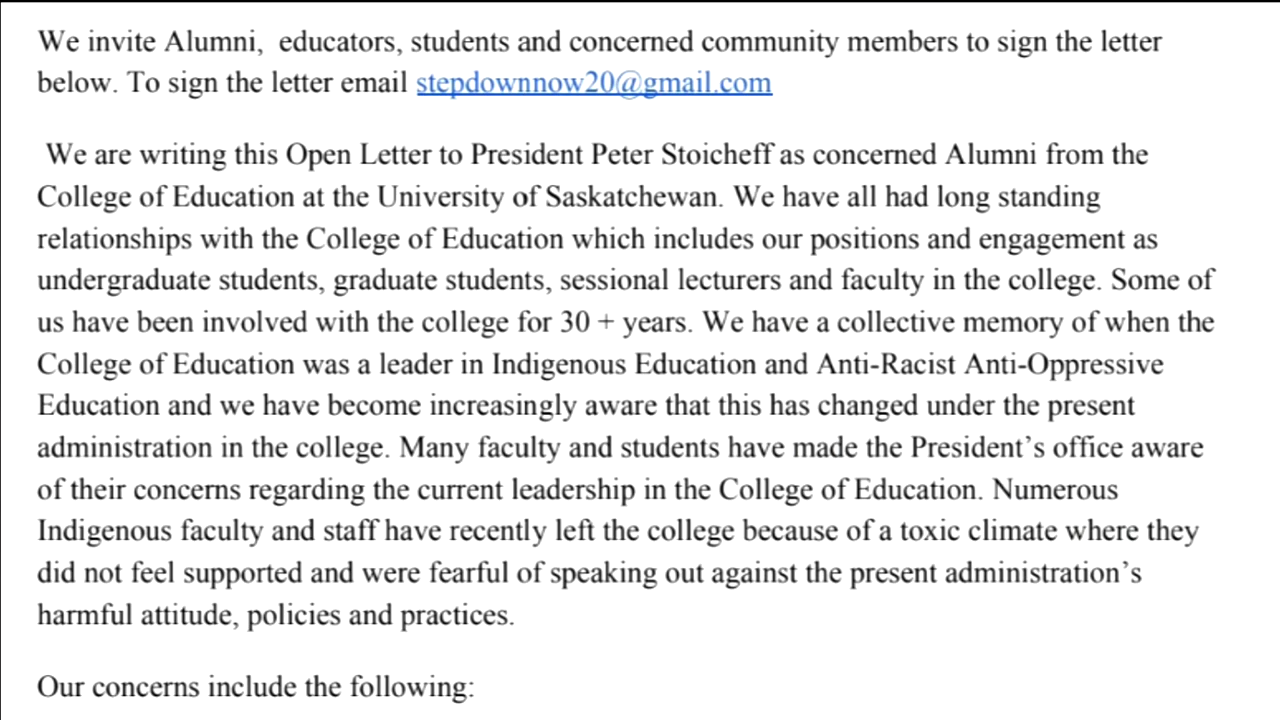 We invite Alumni,  educators, students and concerned community members to sign the letter
below. To sign the letter email stepdownnow20@gmail.com
We are writing this Open Letter to President Peter Stoicheff as concerned Alumni from the
College of Education at the University of Saskatchewan. We have all had long standing
relationships with the College of Education which includes our positions and engagement as
undergraduate students, graduate students, sessional lecturers and faculty in the college. Some of
us have been involved with the college for 30 + years. We have a collective memory of when the
College of Education was a leader in Indigenous Education and Anti-Racist Anti-Oppressive
Education and we have become increasingly aware that this has changed under the present
administration in the college. Many faculty and students have made the President’s office aware
of their concerns regarding the current leadership in the College of Education. Numerous
Indigenous faculty and staff have recently left the college because of a toxic climate where they
did not feel supported and were fearful of speaking out against the present administration’s
harmful attitude, policies and practices.
Our concerns include the following: